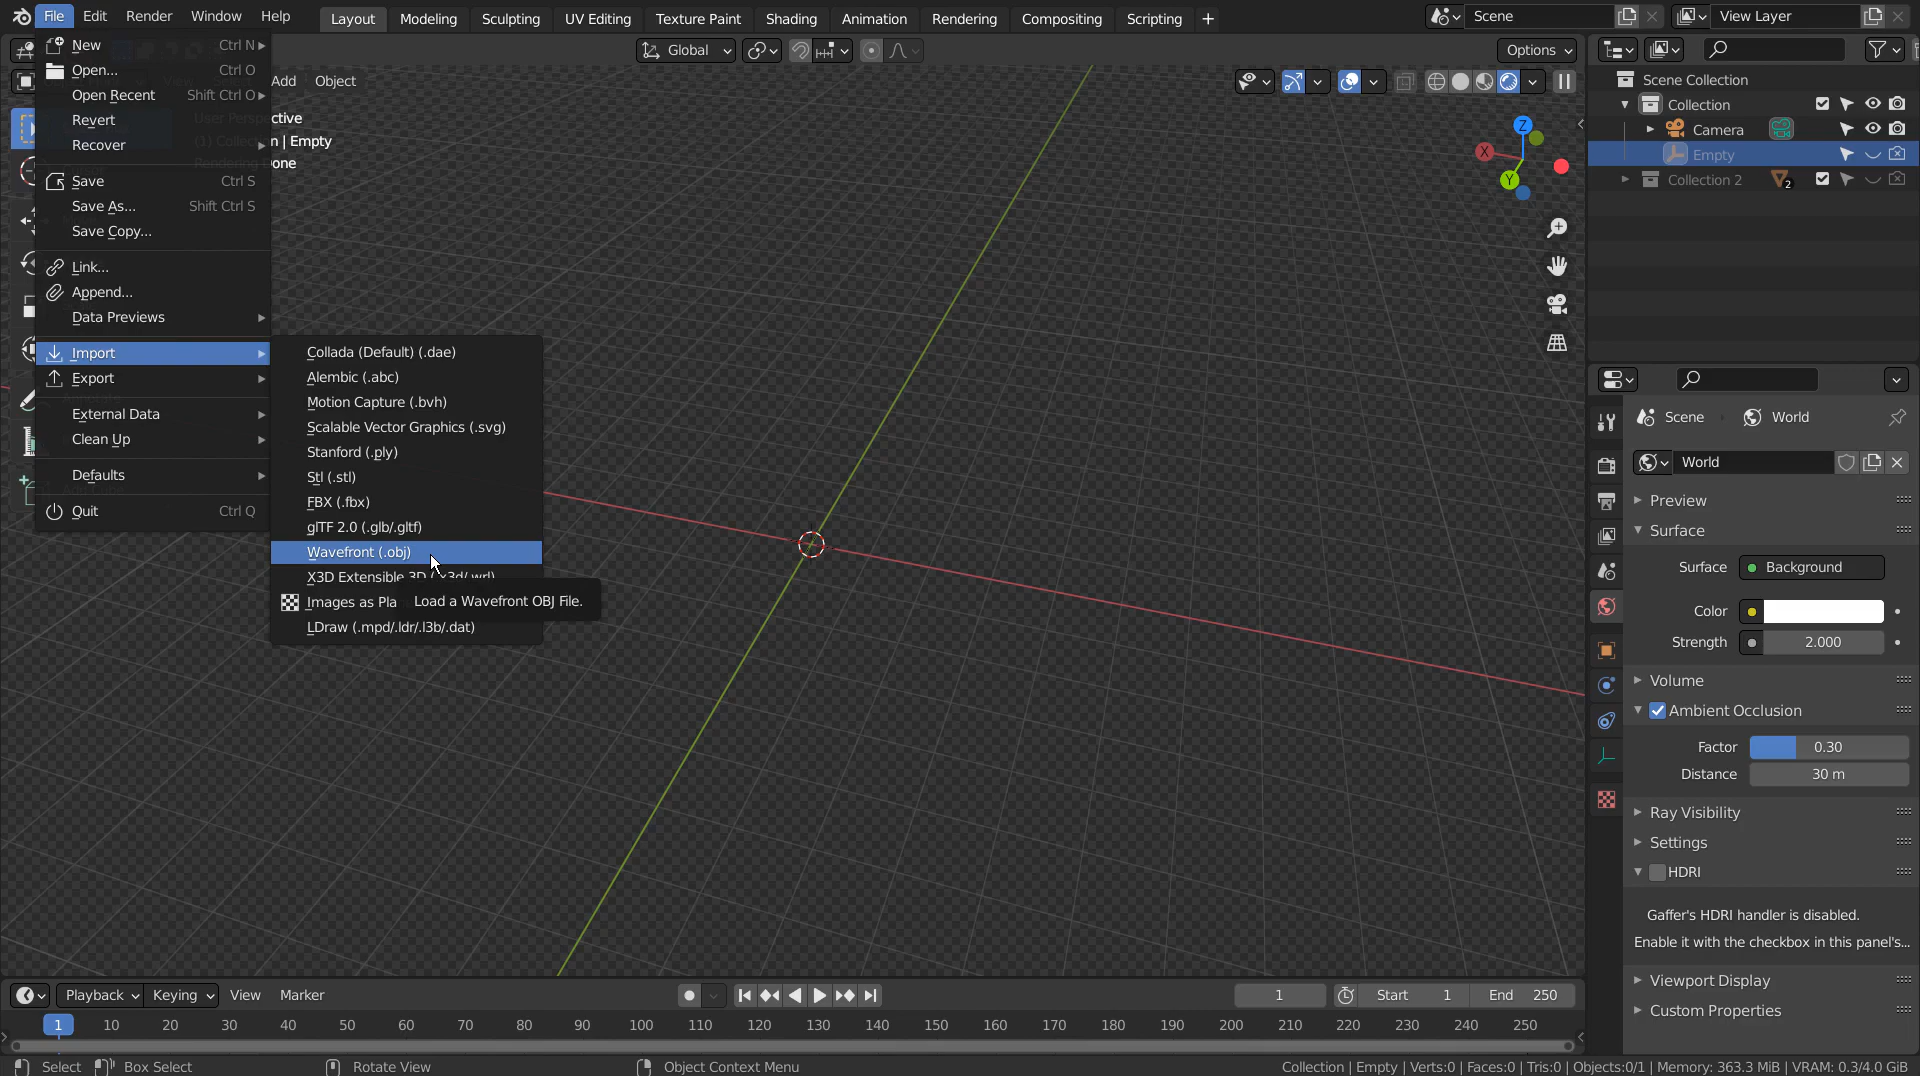 File Edit Render Window Help Layout Modeling Sculpting UV Editing Texture Paint Shading Animation Rendering Compositing Scripting + Scene View Layer
New Ctrl N
Open... Ctrl O
Open Recent Shift Ctrl O
Revert
Recover
Save Ctrl S
Save As... Shift Ctrl S
Save Copy...
Link...
Append...
Data Previews
Import
Export
External Data
Clean Up
Defaults
Quit Ctrl Q
Collada (Default) (.dae)
Alembic (.abc)
Motion Capture (.bvh)
Scalable Vector Graphics (.svg)
Stanford (.ply)
Stl (.stl)
FBX (.fbx)
glTF 2.0 (.glb/.gltf)
Wavefront (.obj)
X3D Extensible 3D (.x3d/.wrl)
Images as Pla
Load a Wavefront OBJ File.
LDraw (.mpd/.ldr/.l3b/.dat)
Global
Options
Add Object
User Perspective
(1) Collection | Empty
Rendering Done
X
Y
Z
Scene Collection
Collection
Camera
Empty
Collection 2
2
Scene World
World
Preview
Surface
Surface Background
Color
Strength 2.000
Volume
Ambient Occlusion
Factor 0.30
Distance 30 m
Ray Visibility
Settings
HDRI
Gaffer's HDRI handler is disabled.
Enable it with the checkbox in this panel's...
Viewport Display
Custom Properties
Playback Keying View Marker 1 Start 1 End 250
1 10 20 30 40 50 60 70 80 90 100 110 120 130 140 150 160 170 180 190 200 210 220 230 240 250
Select Box Select Rotate View Object Context Menu Collection | Empty | Verts:0 | Faces:0 | Tris:0 | Objects:0/1 | Memory: 363.3 MiB | VRAM: 0.3/4.0 GiB